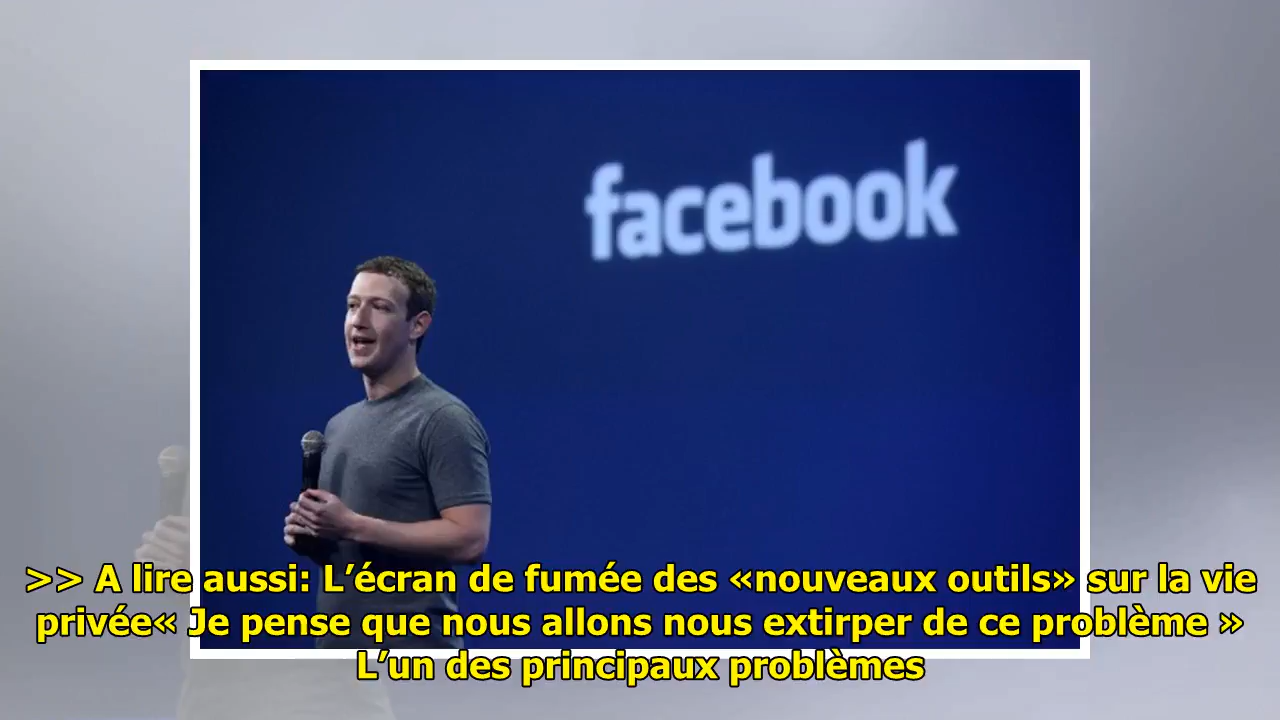 facebook
>> A lire aussi: L’écran de fumée des «nouveaux outils» sur la vie
privée« Je pense que nous allons nous extirper de ce problème »
L’un des principaux problèmes